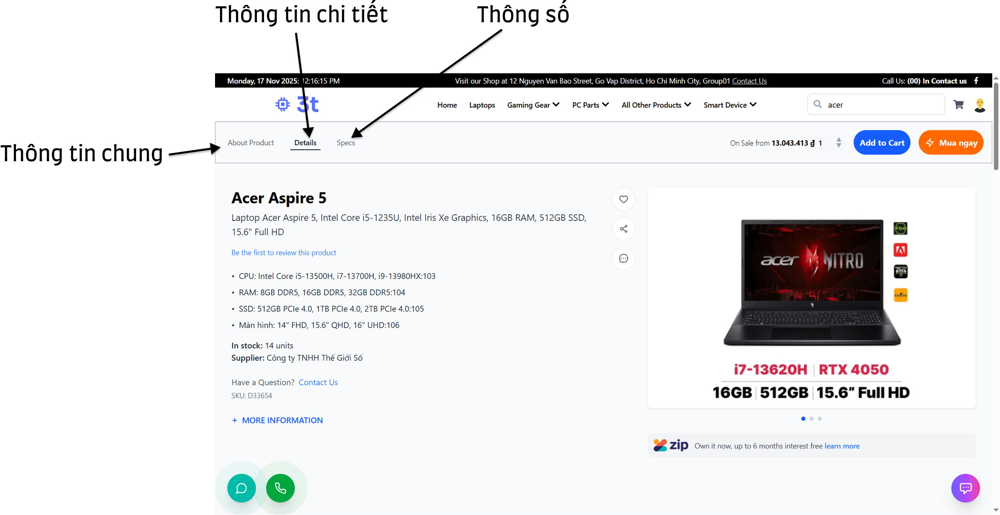 Thông tin chi tiết
Thông số
Thông tin chung
Monday, 17 Nov 2025: 12:16:15 PM
Visit our Shop at 12 Nguyen Van Bao Street, Go Vap District, Ho Chi Minh City, Group01 Contact Us
Call Us: (00) In Contact us
3t
Home
Laptops
Gaming Gear
PC Parts
All Other Products
Smart Device
acer
About Product
Details
Specs
On Sale from 13.043.413 ₫ 1
Add to Cart
Mua ngay
Acer Aspire 5
Laptop Acer Aspire 5, Intel Core i5-1235U, Intel Iris Xe Graphics, 16GB RAM, 512GB SSD,
15.6" Full HD
Be the first to review this product
• CPU: Intel Core i5-13500H, i7-13700H, i9-13980HX:103
• RAM: 8GB DDR5, 16GB DDR5, 32GB DDR5:104
• SSD: 512GB PCIe 4.0, 1TB PCIe 4.0, 2TB PCIe 4.0:105
• Màn hình: 14" FHD, 15.6" QHD, 16" UHD:106
In stock: 14 units
Supplier: Công ty TNHH Thế Giới Số
Have a Question? Contact Us
SKU: D33654
+ MORE INFORMATION
acer NITRO
FO4
CS GO
i7-13620H | RTX 4050
16GB | 512GB | 15.6” Full HD
zip Own it now, up to 6 months interest free learn more